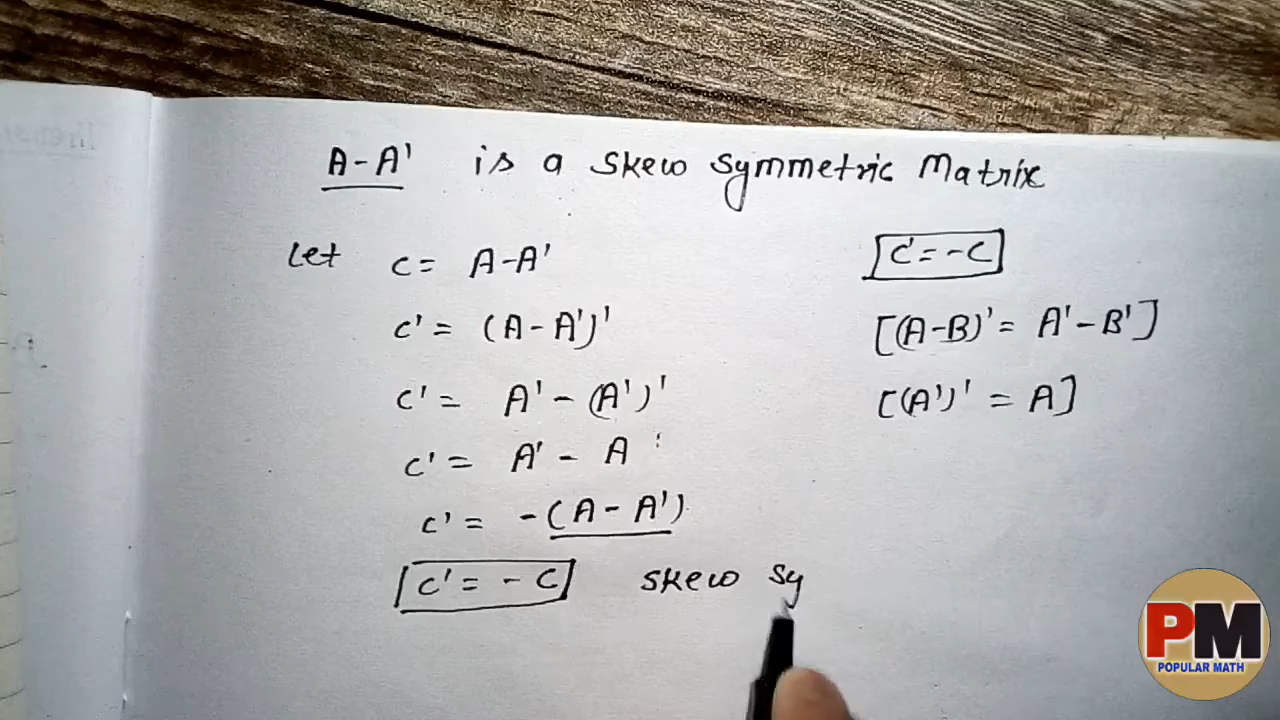 A-A' is a Skew Symmetric Matrix
Let C = A-A'
C' = -C
C' = (A-A')'
[(A-B)' = A'-B']
C' = A' - (A')'
[(A')' = A]
C' = A' - A
C' = -(A - A')
C' = - C Skew Sy
PM
POPULAR MATH